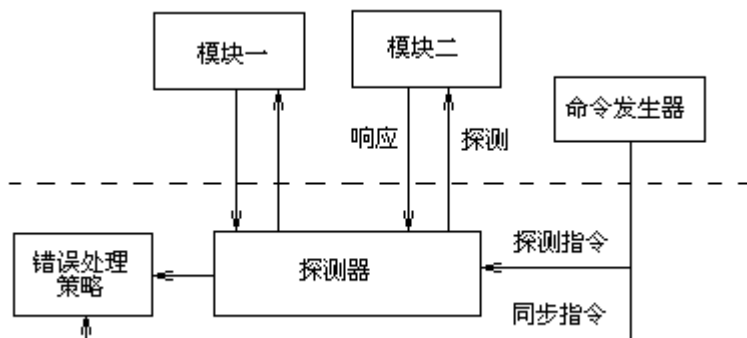 模块一
模块二
命令发生器
响应
探测
错误处理
策略
探测器
探测指令
同步指令